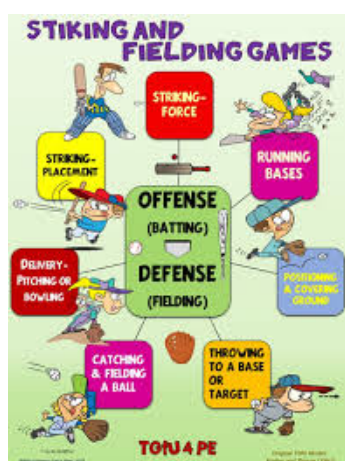 STIKING AND
FIELDING GAMES
STRIKING-
FORCE
STRIKING-
PLACEMENT
RUNNING
BASES
OFFENSE
(BATTING)
DEFENSE
(FIELDING)
DELIVERY-
PITCHING OR
BOWLING
POSITIONING
& COVERING
GROUND
CATCHING
& FIELDING
A BALL
THROWING
TO A BASE
OR
TARGET
TGfU 4 PE